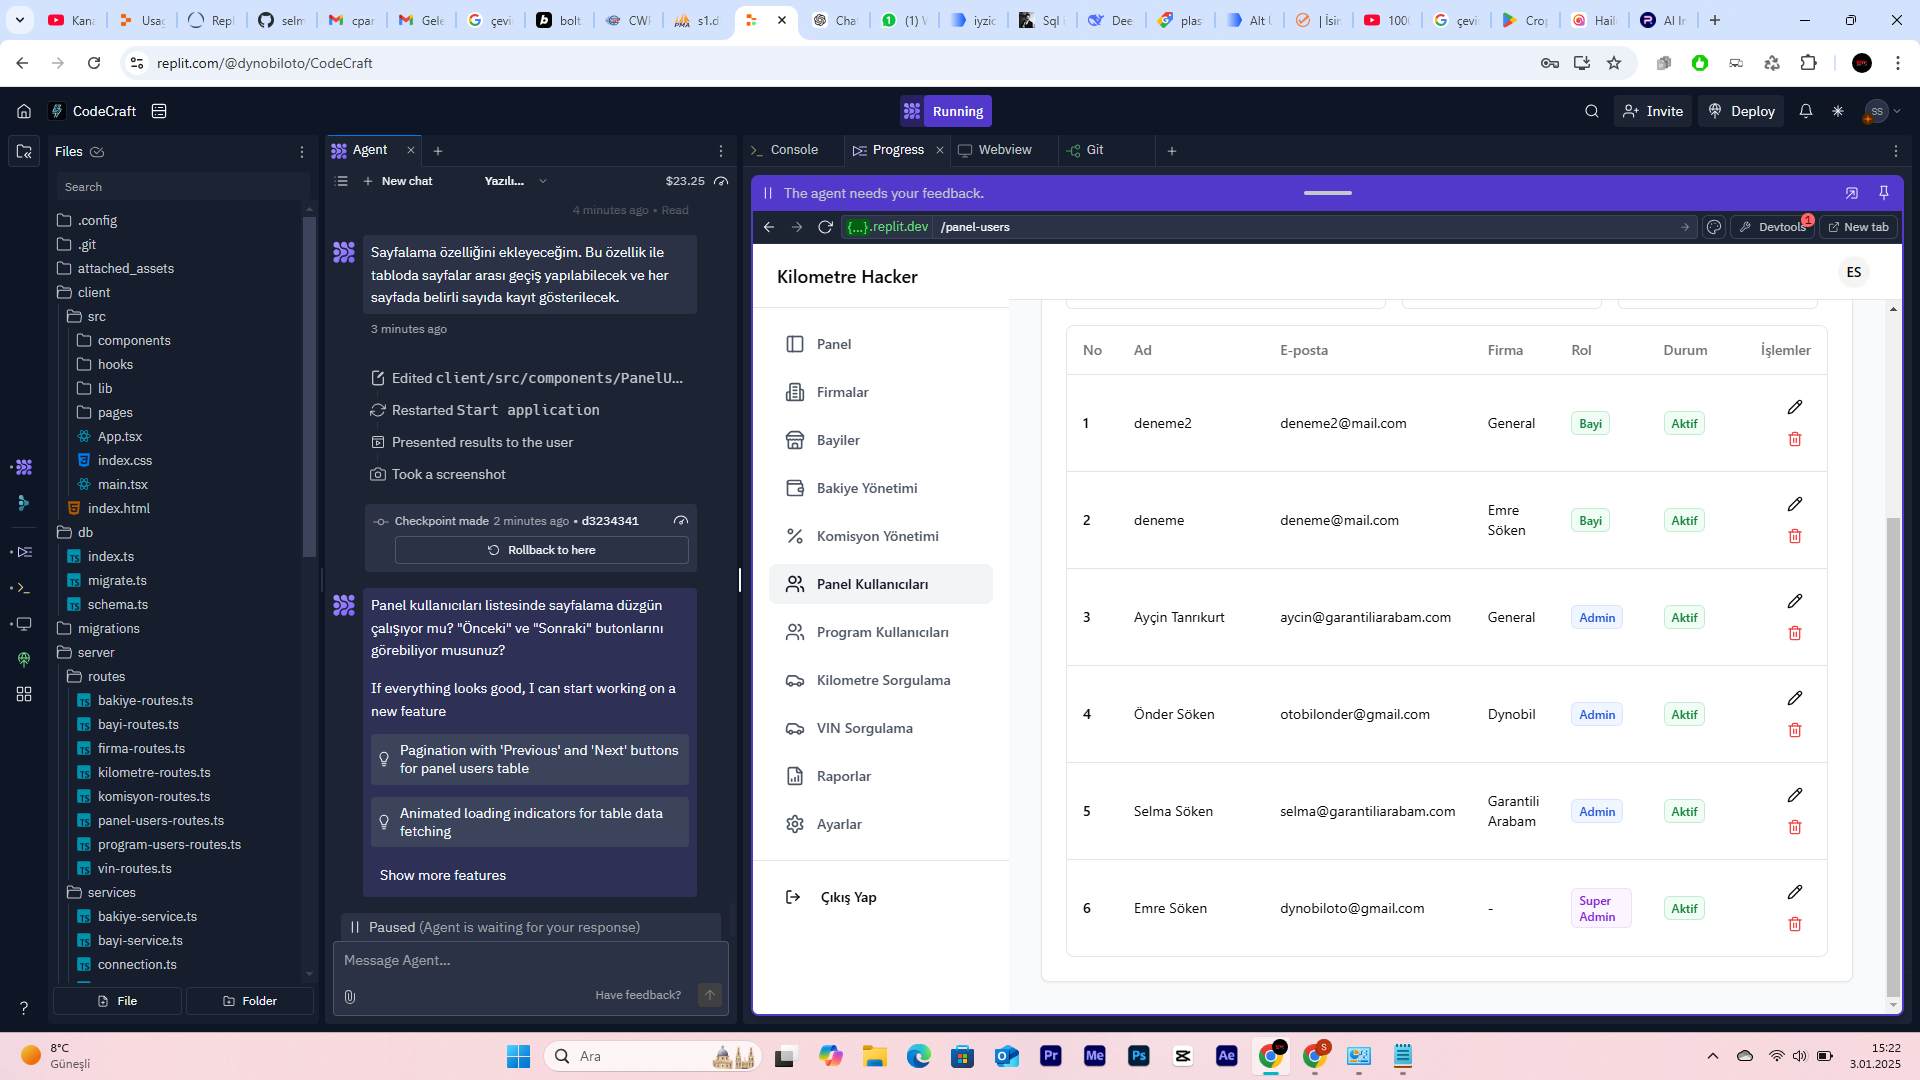 Kana
Usag
Repl
selm
cpan
Gele
çevi
bolt
CWP
s1.d
Cha
(1) W
iyzic
Sql i
Dee
plas
Alt U
| İsin
100
çevi
Crop
Hail
AI In
replit.com/@dynobiloto/CodeCraft
CodeCraft
Running
Invite
Deploy
SS
Files
Search
.config
.git
attached_assets
client
src
components
hooks
lib
pages
App.tsx
index.css
main.tsx
index.html
db
index.ts
migrate.ts
schema.ts
migrations
server
routes
bakiye-routes.ts
bayi-routes.ts
firma-routes.ts
kilometre-routes.ts
komisyon-routes.ts
panel-users-routes.ts
program-users-routes.ts
vin-routes.ts
services
bakiye-service.ts
bayi-service.ts
connection.ts
File
Folder
Agent
New chat
Yazılı...
$23.25
4 minutes ago • Read
Sayfalama özelliğini ekleyeceğim. Bu özellik ile
tabloda sayfalar arası geçiş yapılabilecek ve her
sayfada belirli sayıda kayıt gösterilecek.
3 minutes ago
Edited client/src/components/PanelU...
Restarted Start application
Presented results to the user
Took a screenshot
Checkpoint made 2 minutes ago • d3234341
Rollback to here
Panel kullanıcıları listesinde sayfalama düzgün
çalışıyor mu? "Önceki" ve "Sonraki" butonlarını
görebiliyor musunuz?
If everything looks good, I can start working on a
new feature
Pagination with 'Previous' and 'Next' buttons
for panel users table
Animated loading indicators for table data
fetching
Show more features
Paused (Agent is waiting for your response)
Message Agent...
Have feedback?
Console
Progress
Webview
Git
The agent needs your feedback.
{...}.replit.dev
/panel-users
Devtools
1
New tab
Kilometre Hacker
ES
Panel
Firmalar
Bayiler
Bakiye Yönetimi
Komisyon Yönetimi
Panel Kullanıcıları
Program Kullanıcıları
Kilometre Sorgulama
VIN Sorgulama
Raporlar
Ayarlar
Çıkış Yap
No Ad E-posta Firma Rol Durum İşlemler
1 deneme2 deneme2@mail.com General Bayi Aktif
2 deneme deneme@mail.com Emre Söken Bayi Aktif
3 Ayçin Tanrıkurt aycin@garantiliarabam.com General Admin Aktif
4 Önder Söken otobilonder@gmail.com Dynobil Admin Aktif
5 Selma Söken selma@garantiliarabam.com Garantili Arabam Admin Aktif
6 Emre Söken dynobiloto@gmail.com - Super Admin Aktif
8°C
Güneşli
Ara
Pr
Me
Ps
Ae
S
15:22
3.01.2025